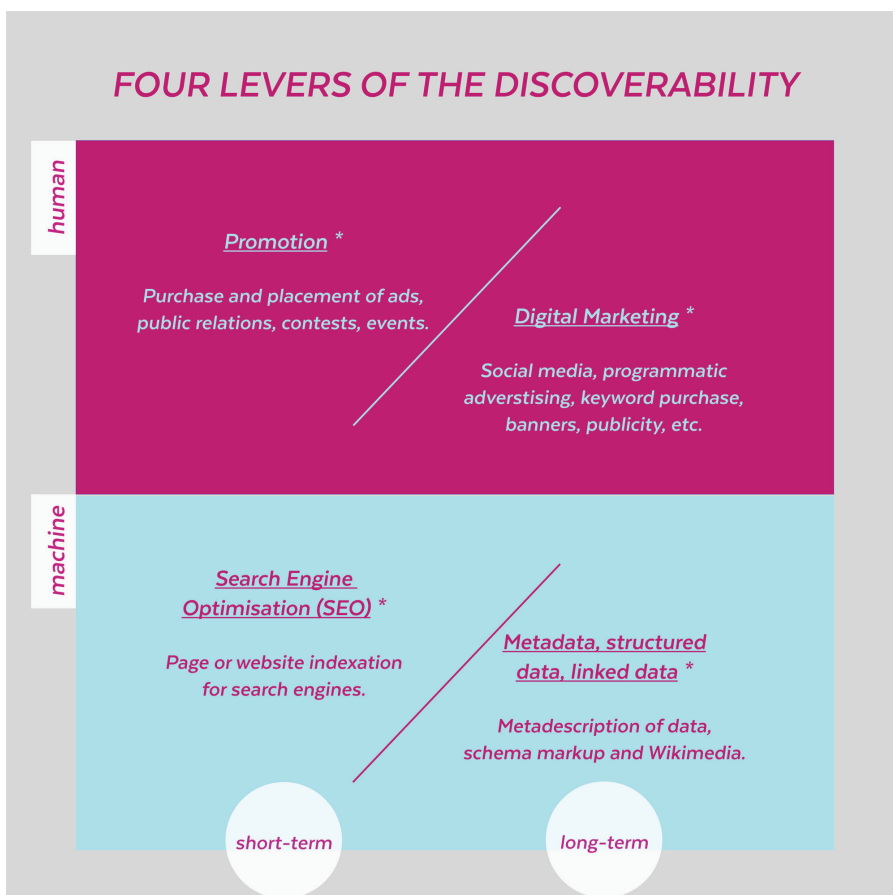 FOUR LEVERS OF THE DISCOVERABILITY
human
Promotion *
Purchase and placement of ads,
public relations, contests, events.
Digital Marketing *
Social media, programmatic
adverstising, keyword purchase,
banners, publicity, etc.
machine
Search Engine
Optimisation (SEO) *
Page or website indexation
for search engines.
Metadata, structured
data, linked data *
Metadescription of data,
schema markup and Wikimedia.
short-term
long-term